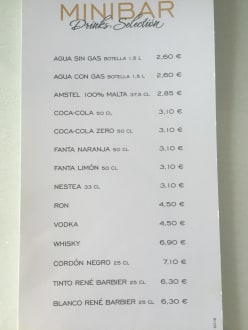 MINIBAR
Drinks Selection
AGUA SIN GAS BOTELLA 1,5 L 2,60 €
AGUA CON GAS BOTELLA 1,5 L 2,60 €
AMSTEL 100% MALTA 37,5 CL 2,85 €
COCA-COLA 50 CL 3,10 €
COCA-COLA ZERO 50 CL 3,10 €
FANTA NARANJA 50 CL 3,10 €
FANTA LIMÓN 50 CL 3,10 €
NESTEA 33 CL 3,10 €
RON 4,50 €
VODKA 4,50 €
WHISKY 6,90 €
CORDÓN NEGRO 25 CL 7,10 €
TINTO RENÉ BARBIER 25 CL 6,30 €
BLANCO RENÉ BARBIER 25 CL 6,30 €